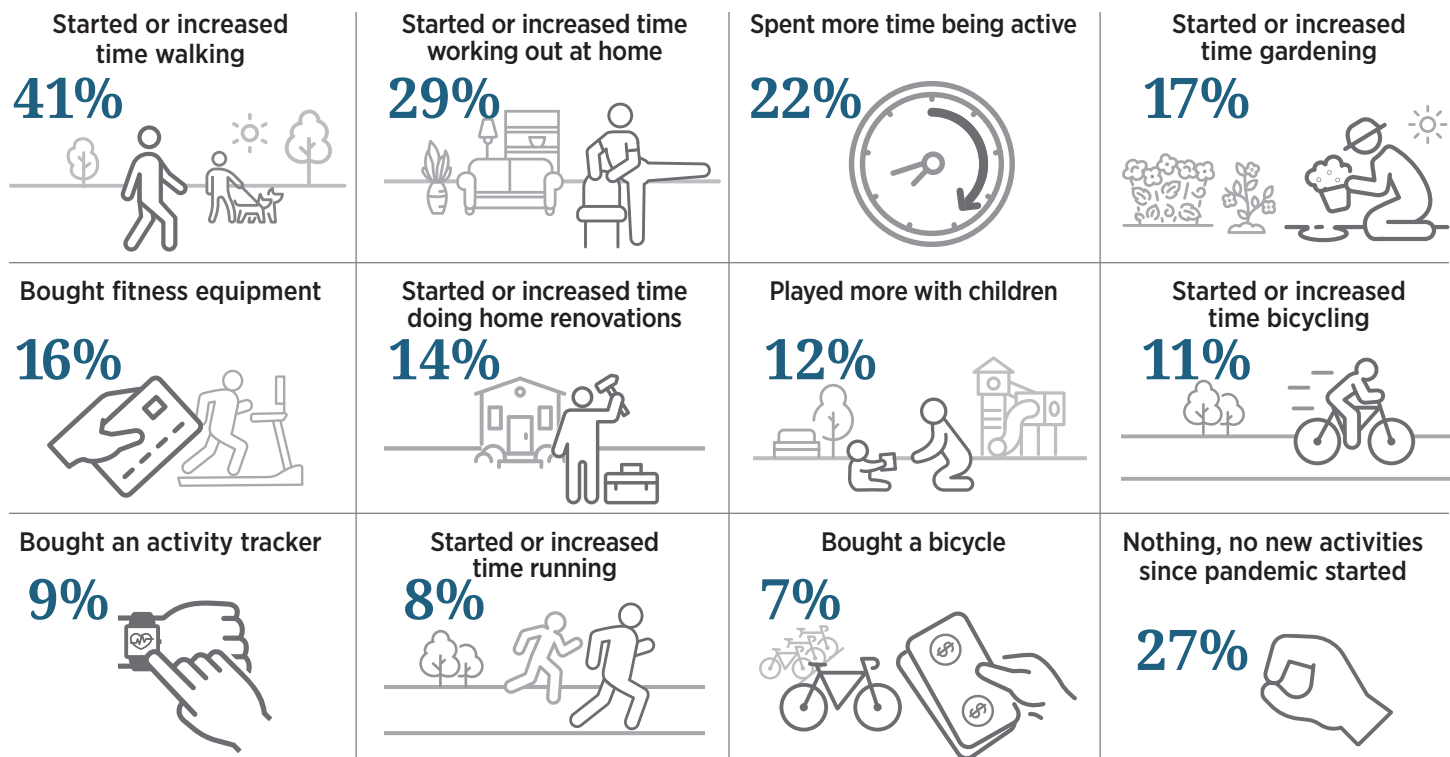 Started or increased
time walking
41%
Started or increased time
working out at home
29%
Spent more time being active
22%
Started or increased
time gardening
17%
Bought fitness equipment
16%
Started or increased time
doing home renovations
14%
Played more with children
12%
Started or increased
time bicycling
11%
Bought an activity tracker
9%
Started or increased
time running
8%
Bought a bicycle
7%
$
$
Nothing, no new activities
since pandemic started
27%